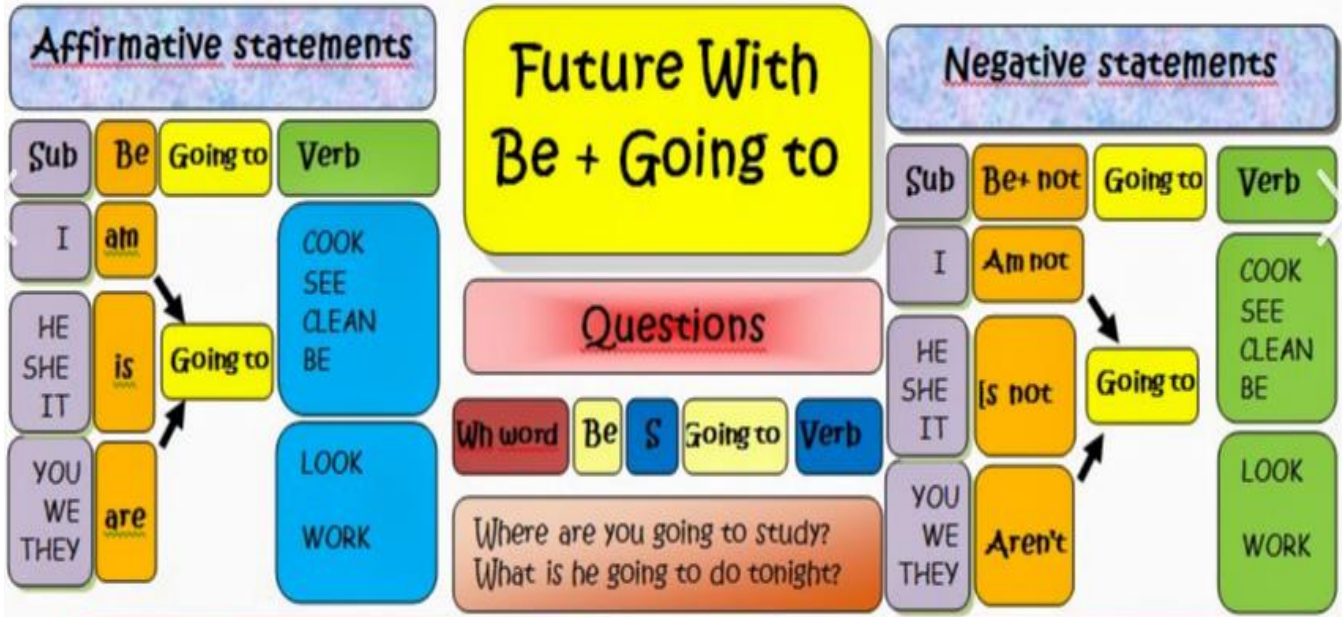 Affirmative statements
Sub Be Going to Verb
I am
HE
SHE
IT
is
YOU
WE
THEY
are
Going to
COOK
SEE
CLEAN
BE
LOOK
WORK
Future With
Be + Going to
Questions
Wh word Be S Going to Verb
Where are you going to study?
What is he going to do tonight?
Negative statements
Sub Be+ not Going to Verb
I Am not
HE
SHE
IT
Is not
YOU
WE
THEY
Aren't
Going to
COOK
SEE
CLEAN
BE
LOOK
WORK